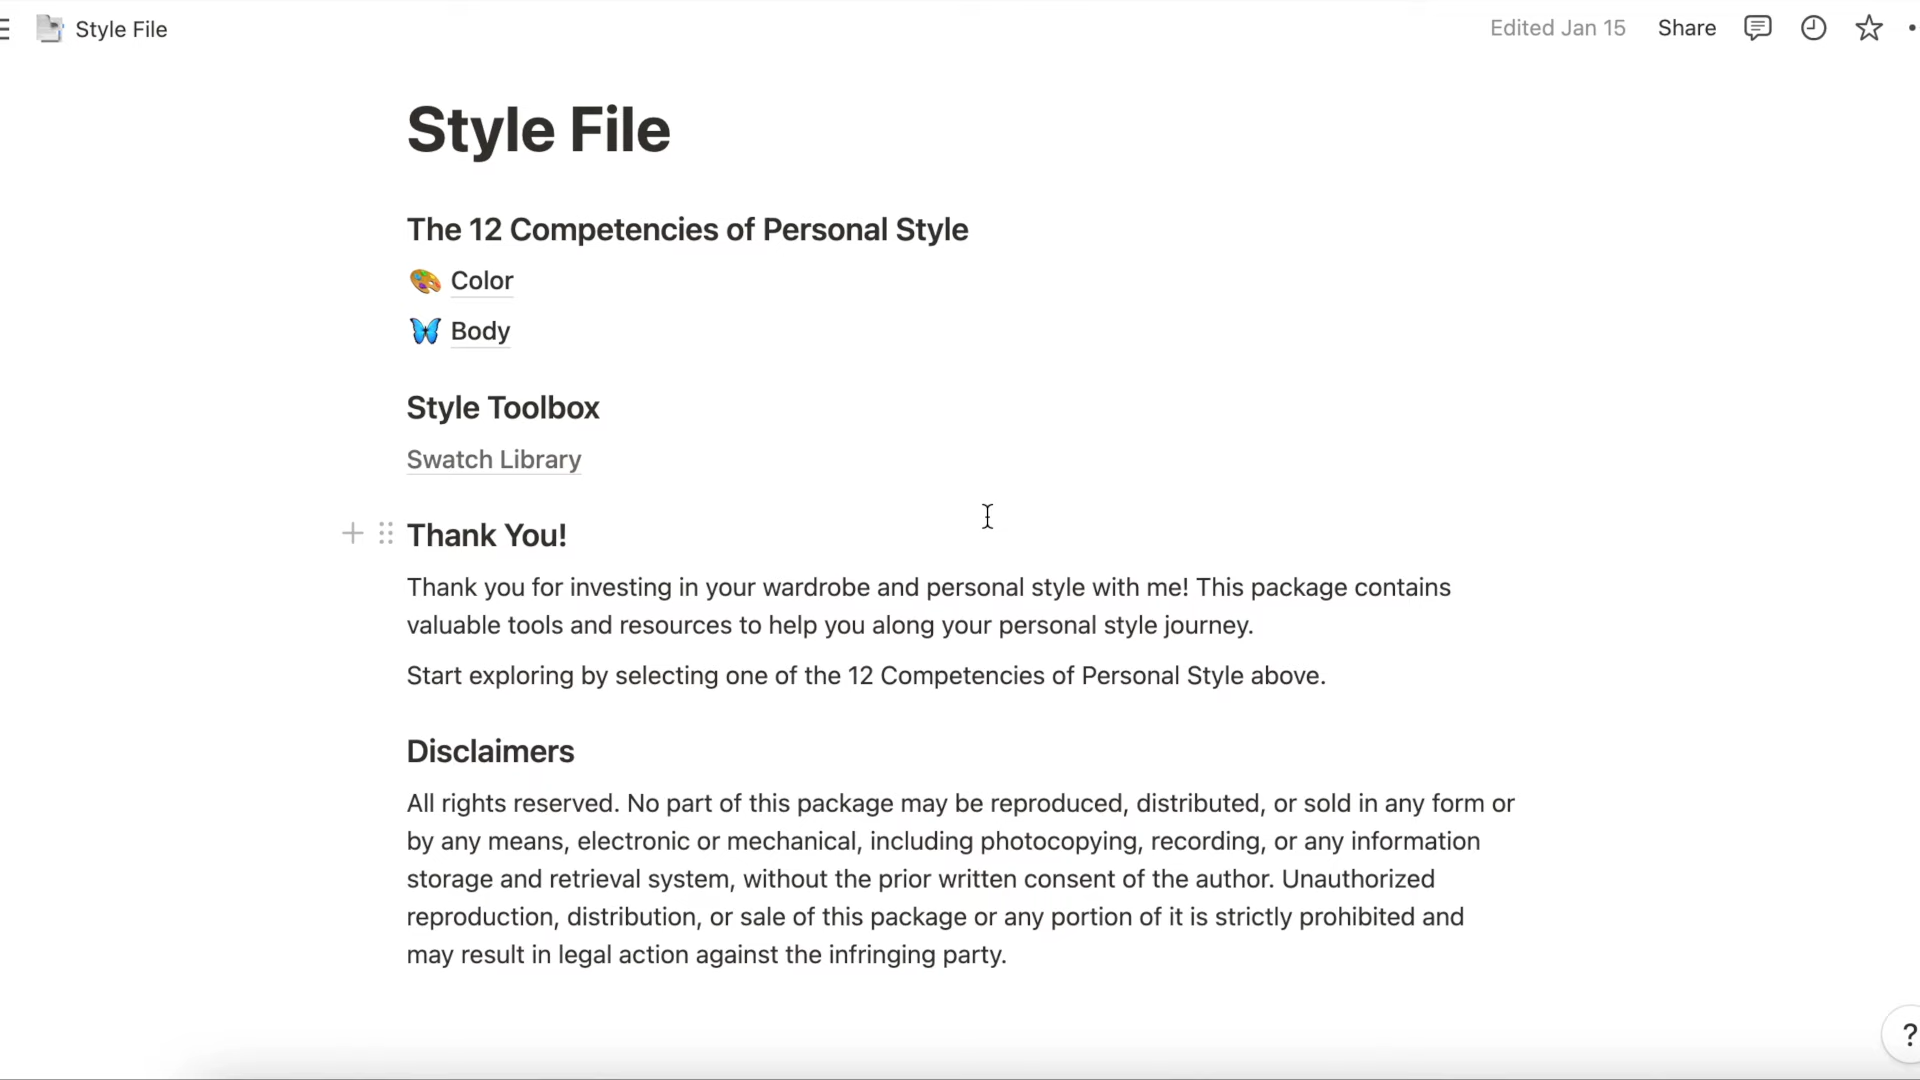 Style File
Edited Jan 15
Share
Style File
The 12 Competencies of Personal Style
Color
Body
Style Toolbox
Swatch Library
Thank You!
Thank you for investing in your wardrobe and personal style with me! This package contains
valuable tools and resources to help you along your personal style journey.
Start exploring by selecting one of the 12 Competencies of Personal Style above.
Disclaimers
All rights reserved. No part of this package may be reproduced, distributed, or sold in any form or
by any means, electronic or mechanical, including photocopying, recording, or any information
storage and retrieval system, without the prior written consent of the author. Unauthorized
reproduction, distribution, or sale of this package or any portion of it is strictly prohibited and
may result in legal action against the infringing party.
?